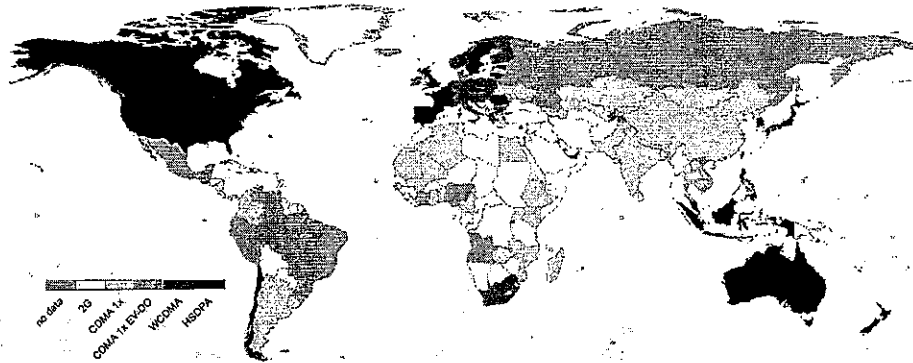 no data
2G
CDMA 1x
CDMA 1x EV-DO
WCDMA
HSDPA